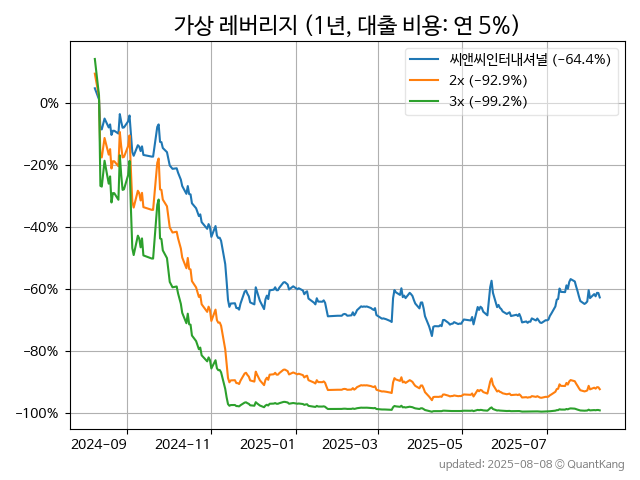 가상 레버리지 (1년, 대출 비용: 연 5%)
씨앤씨인터내셔널 (−64.4%)
2x (−92.9%)
3x (−99.2%)
0%
−20%
−40%
−60%
−80%
−100%
2024-09 2024-11 2025-01 2025-03 2025-05 2025-07
updated: 2025-08-08 © QuantKang